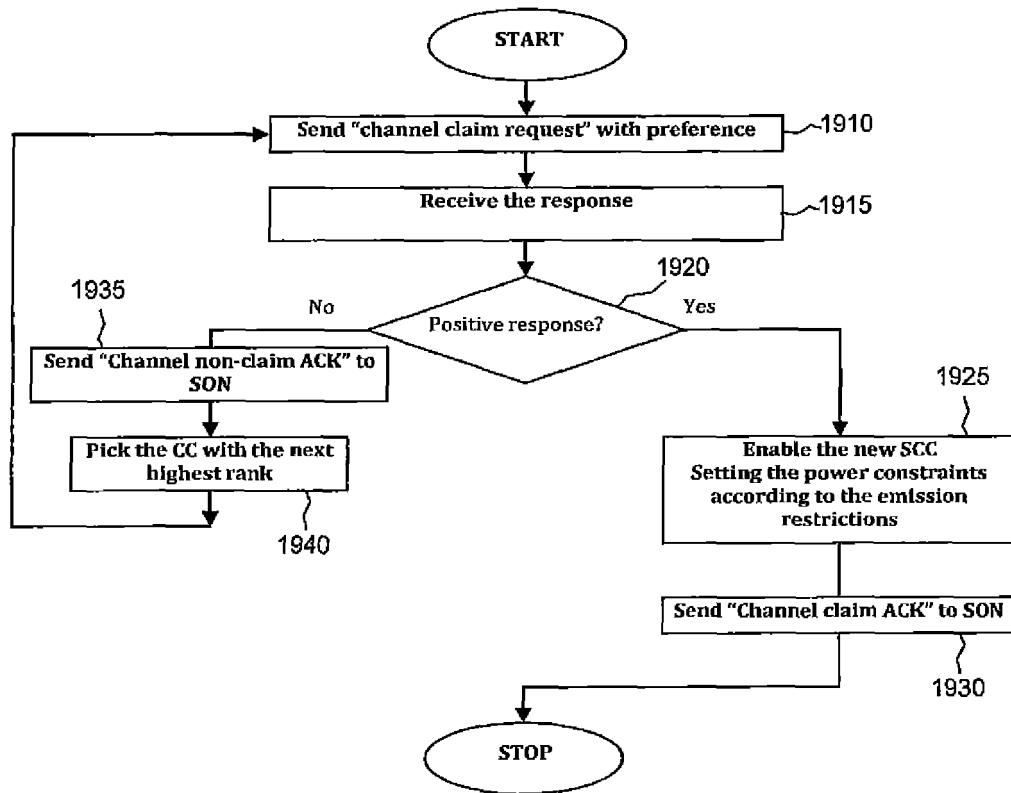 START
Send "channel claim request" with preference
1910
Receive the response
1915
1920
1935
No
Yes
Positive response?
Send "Channel non-claim ACK" to
SON
1925
Pick the CC with the next
highest rank
Enable the new SCC
Setting the power constraints
according to the emission
restrictions
1940
Send "Channel claim ACK" to SON
1930
STOP